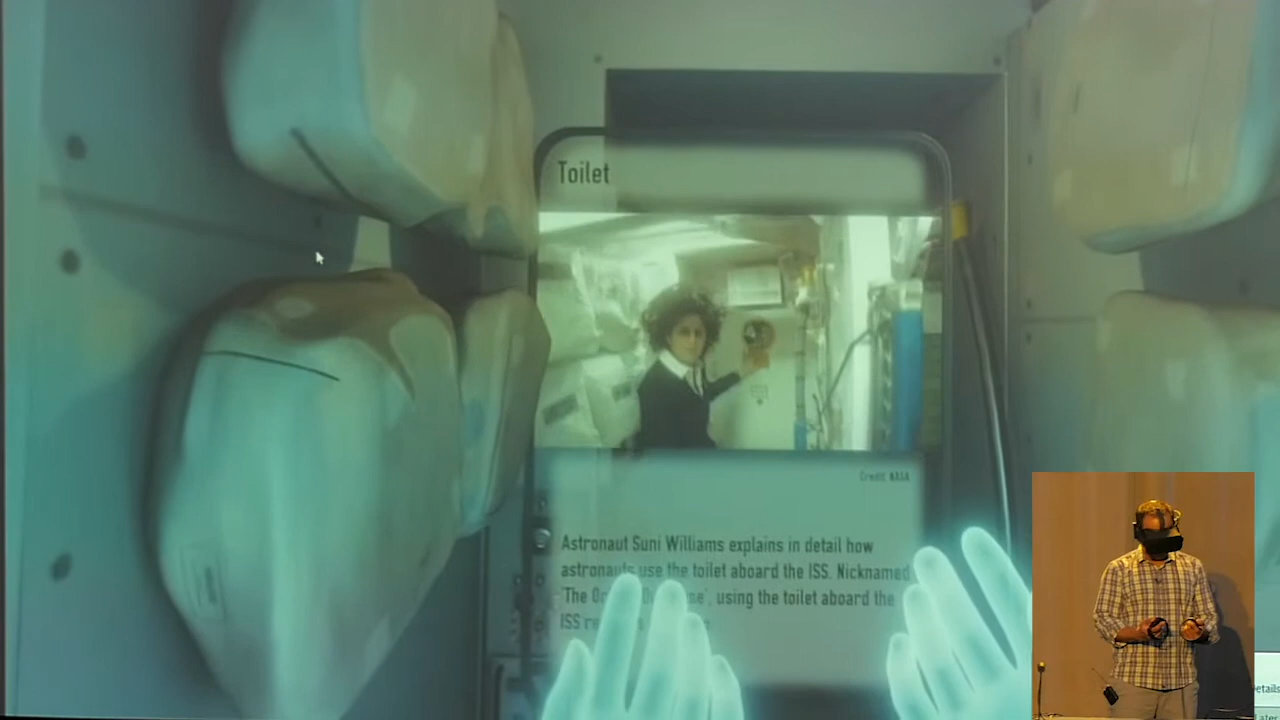 Toilet
Credit: NASA
Astronaut Suni Williams explains in detail how
astronauts use the toilet aboard the ISS. Nicknamed
'The, using the toilet aboard the
ISS
etails